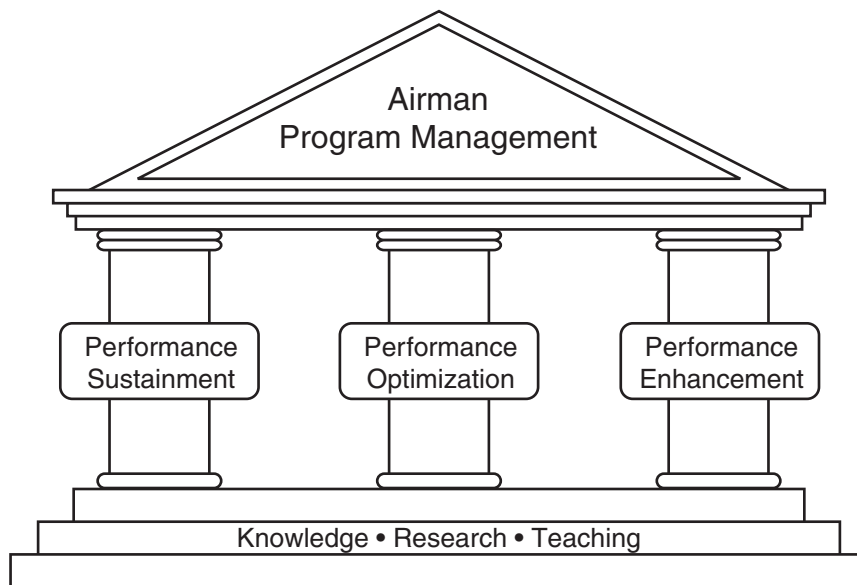 Airman
Program Management
Performance
Sustainment
Performance
Optimization
Performance
Enhancement
Knowledge • Research • Teaching